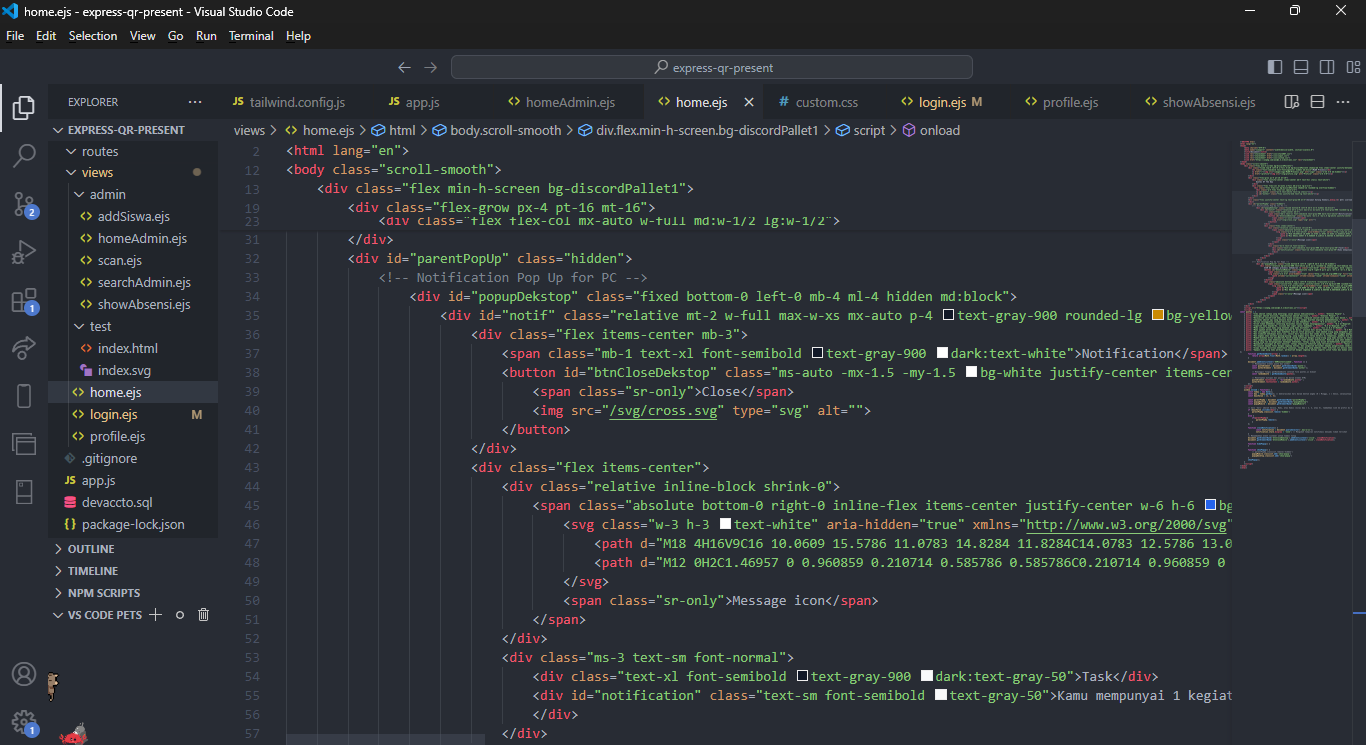 home.ejs - express-qr-present - Visual Studio Code
File Edit Selection View Go Run Terminal Help
express-qr-present
EXPLORER
JS tailwind.config.js JS app.js homeAdmin.ejs home.ejs # custom.css login.ejs M profile.ejs showAbsensi.ejs
EXPRESS-QR-PRESENT
views > home.ejs > html > body.scroll-smooth > div.flex.min-h-screen.bg-discordPallet1 > script > onload
routes
views
admin
addSiswa.ejs
homeAdmin.ejs
scan.ejs
searchAdmin.ejs
showAbsensi.ejs
test
index.html
index.svg
home.ejs
login.ejs M
profile.ejs
.gitignore
JS app.js
devaccto.sql
{} package-lock.json
OUTLINE
TIMELINE
NPM SCRIPTS
VS CODE PETS
2
1
1
2 <html lang="en">
12 <body class="scroll-smooth">
13 <div class="flex min-h-screen bg-discordPallet1">
19 <div class="flex-grow px-4 pt-16 mt-16">
23 <div class="flex flex-col mx-auto w-full md:w-1/2 lg:w-1/2">
31 </div>
32 <div id="parentPopUp" class="hidden">
33 <!-- Notification Pop Up for PC -->
34 <div id="popupDekstop" class="fixed bottom-0 left-0 mb-4 ml-4 hidden md:block">
35 <div id="notif" class="relative mt-2 w-full max-w-xs mx-auto p-4 text-gray-900 rounded-lg bg-yellow
36 <div class="flex items-center mb-3">
37 <span class="mb-1 text-xl font-semibold text-gray-900 dark:text-white">Notification</span>
38 <button id="btnCloseDekstop" class="ms-auto -mx-1.5 -my-1.5 bg-white justify-center items-cen
39 <span class="sr-only">Close</span>
40 <img src="/svg/cross.svg" type="svg" alt="">
41 </button>
42 </div>
43 <div class="flex items-center">
44 <div class="relative inline-block shrink-0">
45 <span class="absolute bottom-0 right-0 inline-flex items-center justify-center w-6 h-6 bg
46 <svg class="w-3 h-3 text-white" aria-hidden="true" xmlns="http://www.w3.org/2000/svg"
47 <path d="M18 4H16V9C16 10.0609 15.5786 11.0783 14.8284 11.8284C14.0783 12.5786 13.0
48 <path d="M12 0H2C1.46957 0 0.960859 0.210714 0.585786 0.585786C0.210714 0.960859 0
49 </svg>
50 <span class="sr-only">Message icon</span>
51 </span>
52 </div>
53 <div class="ms-3 text-sm font-normal">
54 <div class="text-xl font-semibold text-gray-900 dark:text-gray-50">Task</div>
55 <div id="notification" class="text-sm font-semibold text-gray-50">Kamu mempunyai 1 kegiat
56 </div>
57 </div>